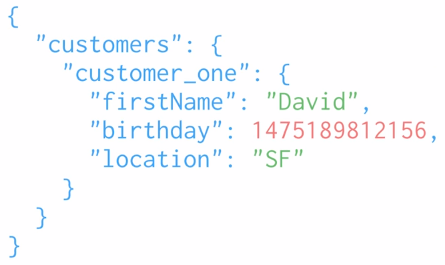 {
  "customers": {
    "customer_one": {
      "firstName": "David",
      "birthday": 1475189812156,
      "location": "SF"
    }
  }
}